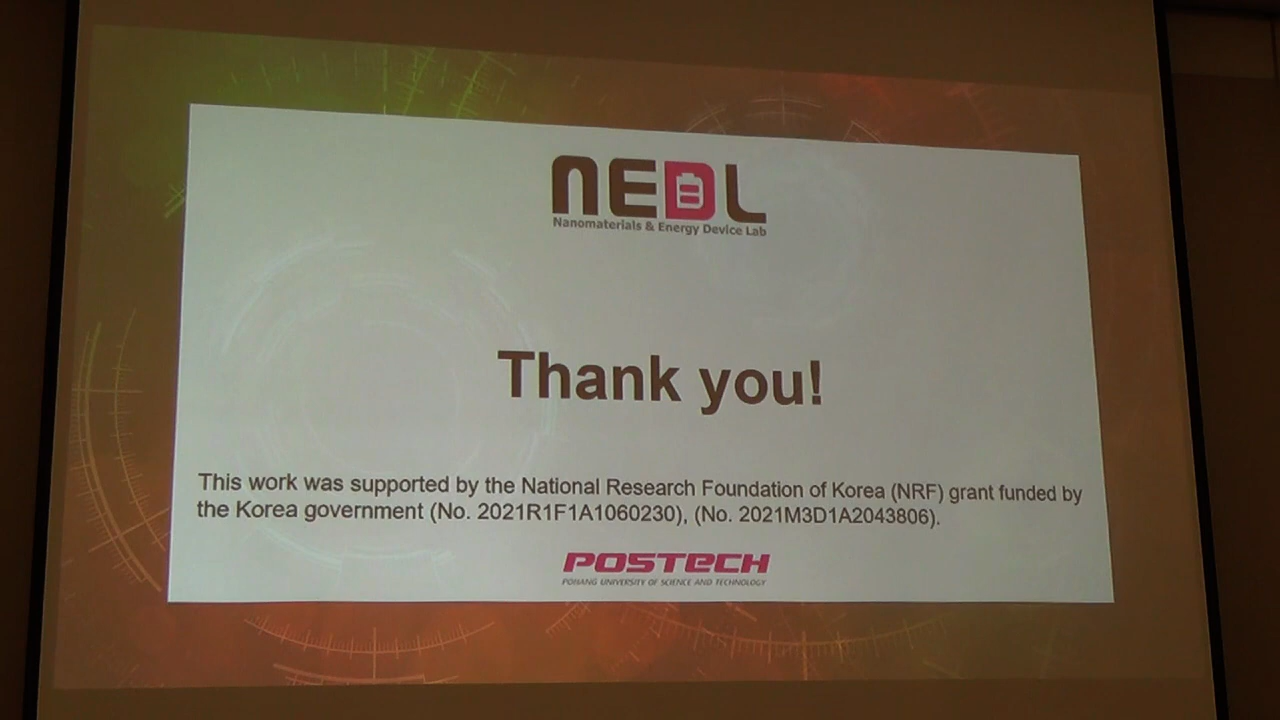 NEDL
Nanomaterials & Energy Device Lab
Thank you!
This work was supported by the National Research Foundation of Korea (NRF) grant funded by
the Korea government (No. 2021R1F1A1060230), (No. 2021M3D1A2043806).
POSTECH
POHANG UNIVERSITY OF SCIENCE AND TECHNOLOGY